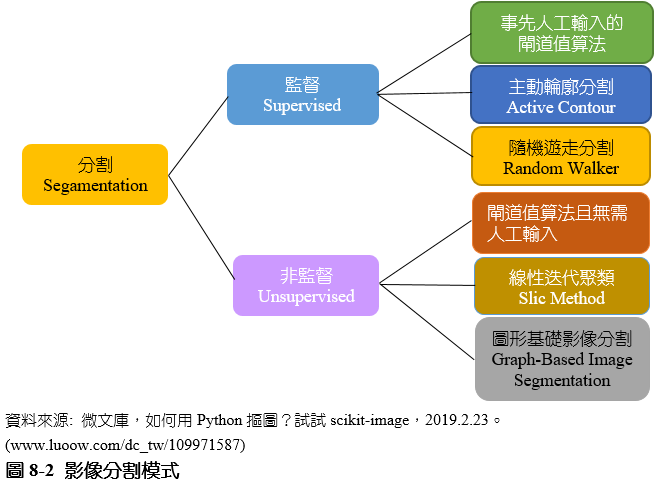 分割
Segamentation
監督
Supervised
事先人工輸入的
閘道值算法
主動輪廓分割
Active Contour
隨機遊走分割
Random Walker
非監督
Unsupervised
閘道值算法且無需
人工輸入
線性迭代聚類
Slic Method
圖形基礎影像分割
Graph-Based Image
Segmentation
資料來源: 微文庫，如何用 Python 摳圖？試試 scikit-image，2019.2.23。
(www.luoow.com/dc_tw/109971587)
圖 8-2 影像分割模式